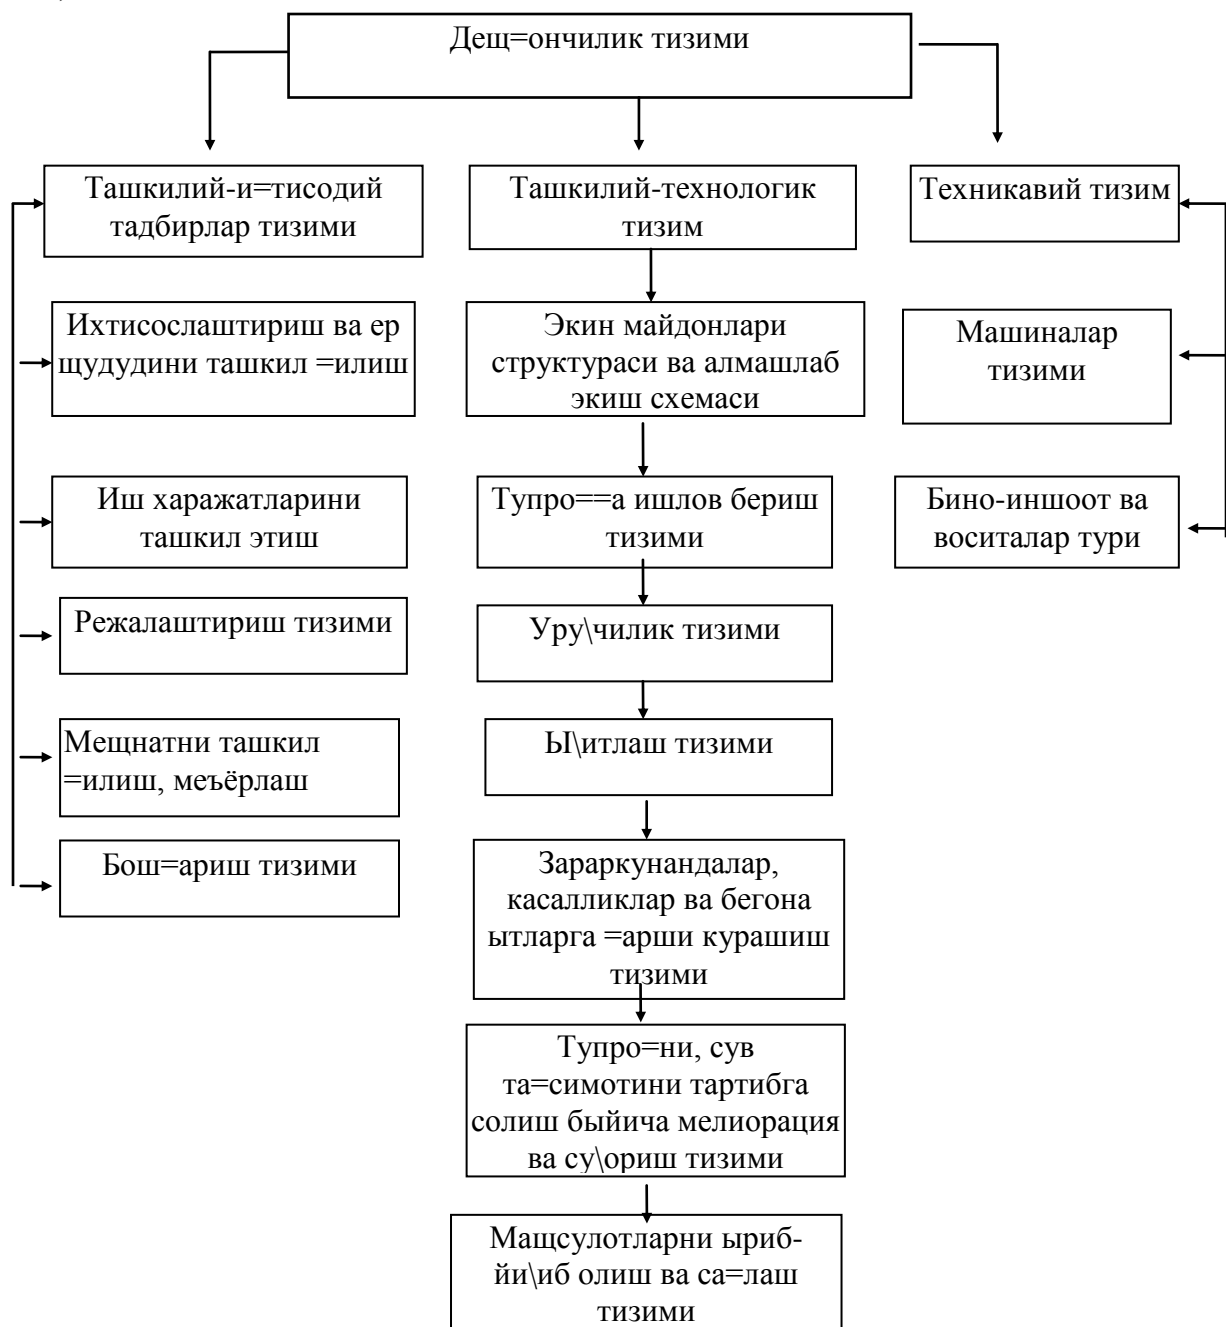 Дещ=ончилик тизими
Ташкилий-и=тисодий
тадбирлар тизими
Ихтисослаштириш ва ер
щудудини ташкил =илиш
Иш харажатларини
ташкил этиш
Режалаштириш тизими
Мещнатни ташкил
=илиш, меъёрлаш
Бош=ариш тизими
Ташкилий-технологик
тизим
Экин майдонлари
структураси ва алмашлаб
экиш схемаси
Тупро==а ишлов бериш
тизими
Уру\чилик тизими
Ы\итлаш тизими
Зараркунандалар,
касалликлар ва бегона
ытларга =арши курашиш
тизими
Тупро=ни, сув
та=симотини тартибга
солиш быйича мелиорация
ва су\ориш тизими
Мащсулотларни ыриб-
йи\иб олиш ва са=лаш
тизими
Техникавий тизим
Машиналар
тизими
Бино-иншоот ва
воситалар тури